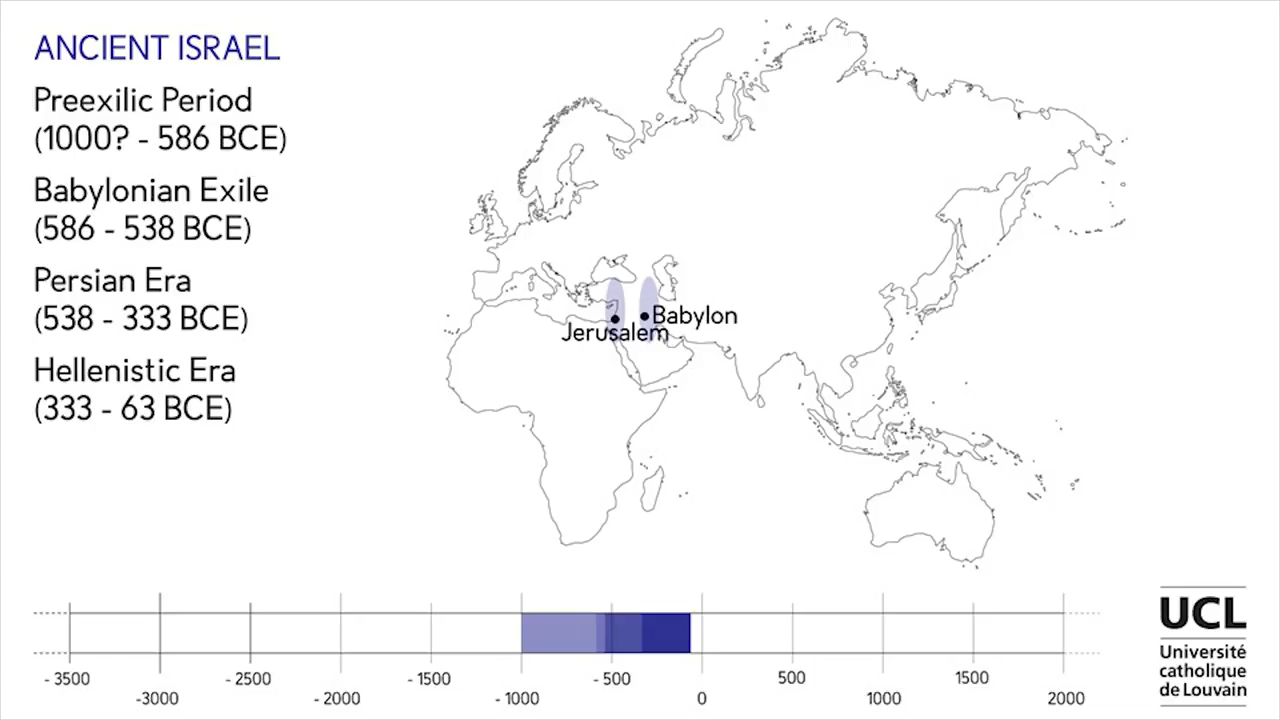 ANCIENT ISRAEL
Preexilic Period
(1000? - 586 BCE)
Babylonian Exile
(586 - 538 BCE)
Persian Era
(538 - 333 BCE)
Hellenistic Era
(333 - 63 BCE)
Babylon
Jerusalem
- 3500
-3000
- 2500
- 2000
- 1500
- 1000
- 500
0
500
1000
1500
2000
UCL
Université
catholique
de Louvain